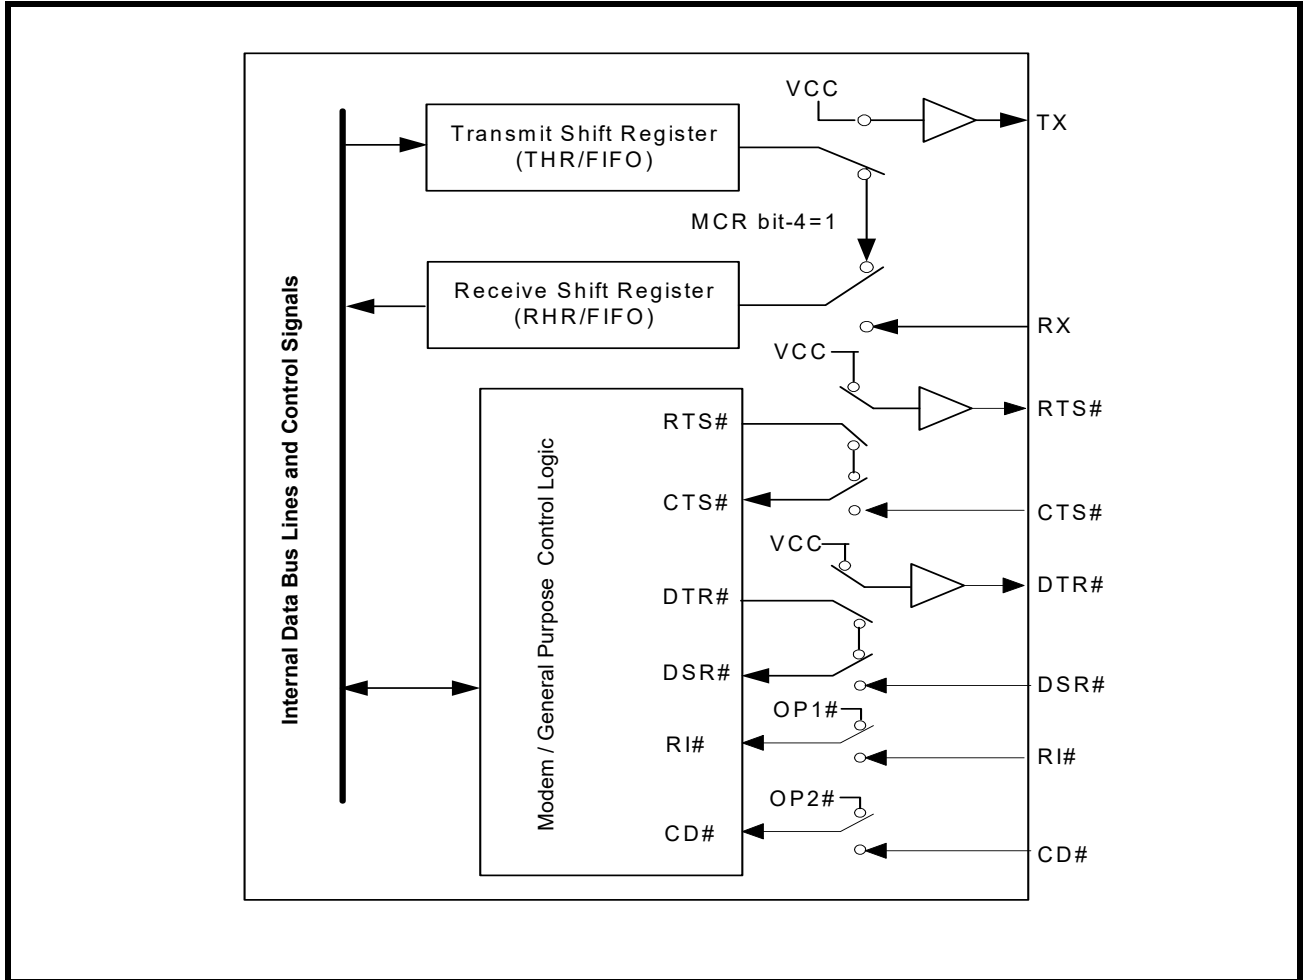 VCC
TX
Transmit Shift Register
(THR/FIFO)
MCR bit-4=1
Receive Shift Register
(RHR/FIFO)
RX
VCC
RTS#
RTS#
CTS#
CTS#
VCC
DTR#
DTR#
DSR#
DSR#
OP1#
RI#
RI#
OP2#
CD#
CD#
Internal Data Bus Lines and Control Signals
Modem / General Purpose Control Logic